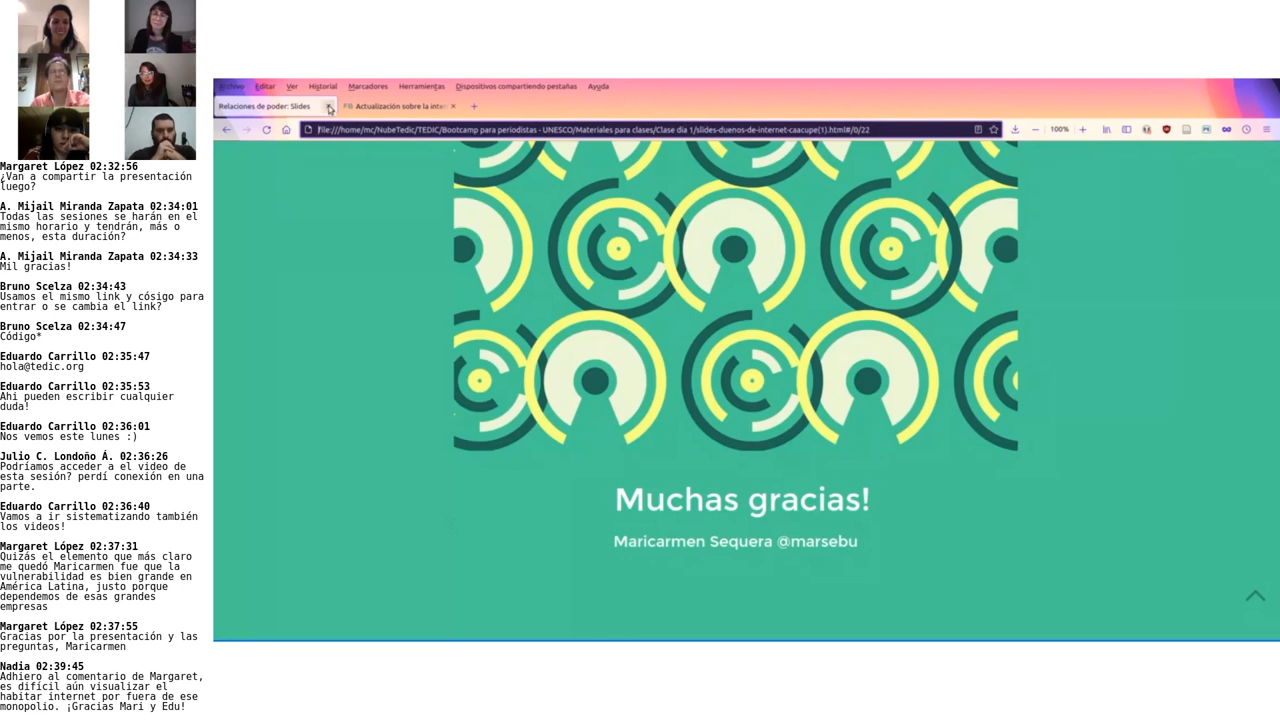 Margaret López 02:32:56
¿Van a compartir la presentación
luego?
A. Mijail Miranda Zapata 02:34:01
Todas las sesiones se harán en el
mismo horario y tendrán, más o
menos, esta duración?
A. Mijail Miranda Zapata 02:34:33
Mil gracias!
Bruno Scelza 02:34:43
Usamos el mismo link y cósigo para
entrar o se cambia el link?
Bruno Scelza 02:34:47
Código*
Eduardo Carrillo 02:35:47
hola@tedic.org
Eduardo Carrillo 02:35:53
Ahi pueden escribir cualquier
duda!
Eduardo Carrillo 02:36:01
Nos vemos este lunes :)
Julio C. Londoño Á. 02:36:26
Podríamos acceder a el video de
esta sesión? perdí conexión en una
parte.
Eduardo Carrillo 02:36:40
Vamos a ir sistematizando también
los videos!
Margaret López 02:37:31
Quizás el elemento que más claro
me quedó Maricarmen fue que la
vulnerabilidad es bien grande en
América Latina, justo porque
dependemos de esas grandes
empresas
Margaret López 02:37:55
Gracias por la presentación y las
preguntas, Maricarmen
Nadia 02:39:45
Adhiero al comentario de Margaret,
es difícil aún visualizar el
habitar internet por fuera de ese
monopolio. ¡Gracias Mari y Edu!
Archivo Editar Ver Historial Marcadores Herramientas Dispositivos compartiendo pestañas Ayuda
Relaciones de poder: Slides Actualización sobre la inter
file:///home/mc/NubeTedic/TEDIC/Bootcamp para periodistas - UNESCO/Materiales para clases/Clase dia 1/slides-duenos-de-internet-caacupe(1).html#/0/22 100%
Muchas gracias!
Maricarmen Sequera @marsebu